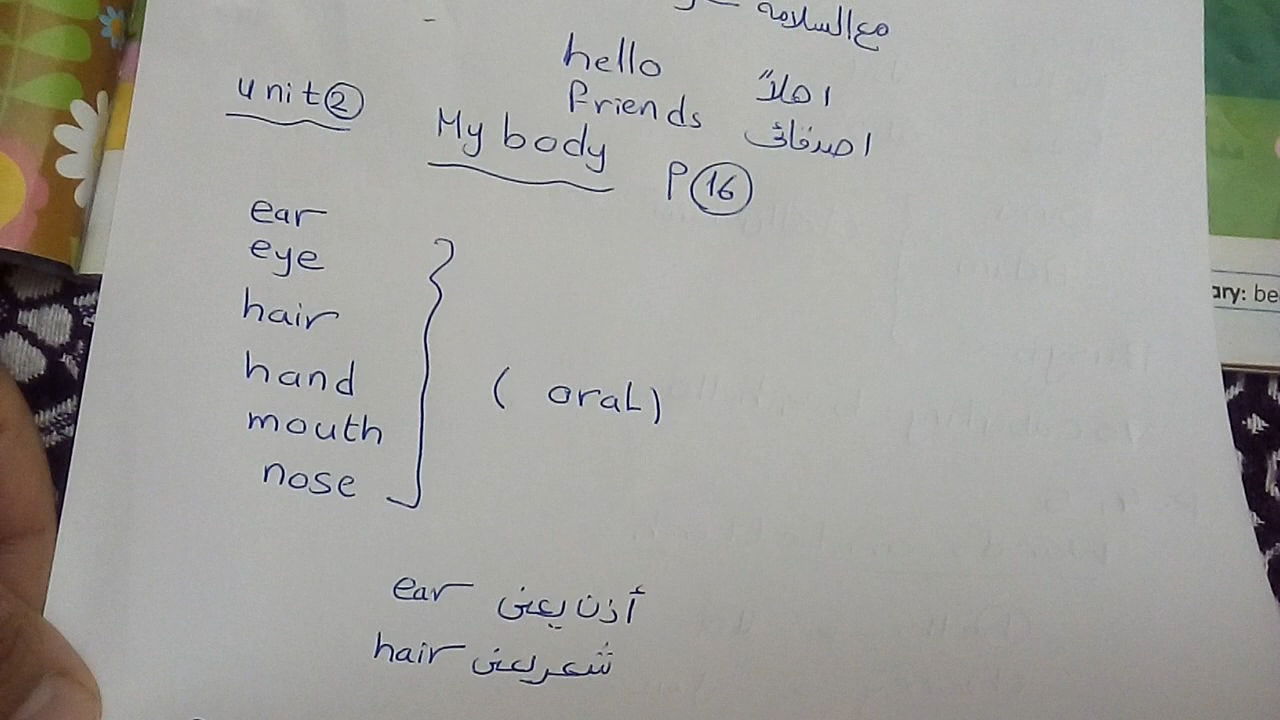 مع السلامة
hello اهلاً
friends اصدقائى
unit 2
My body P 16
ear
eye
hair
hand
mouth
nose
( oral )
أذن يعنى ear
شعر يعنى hair
ary: be